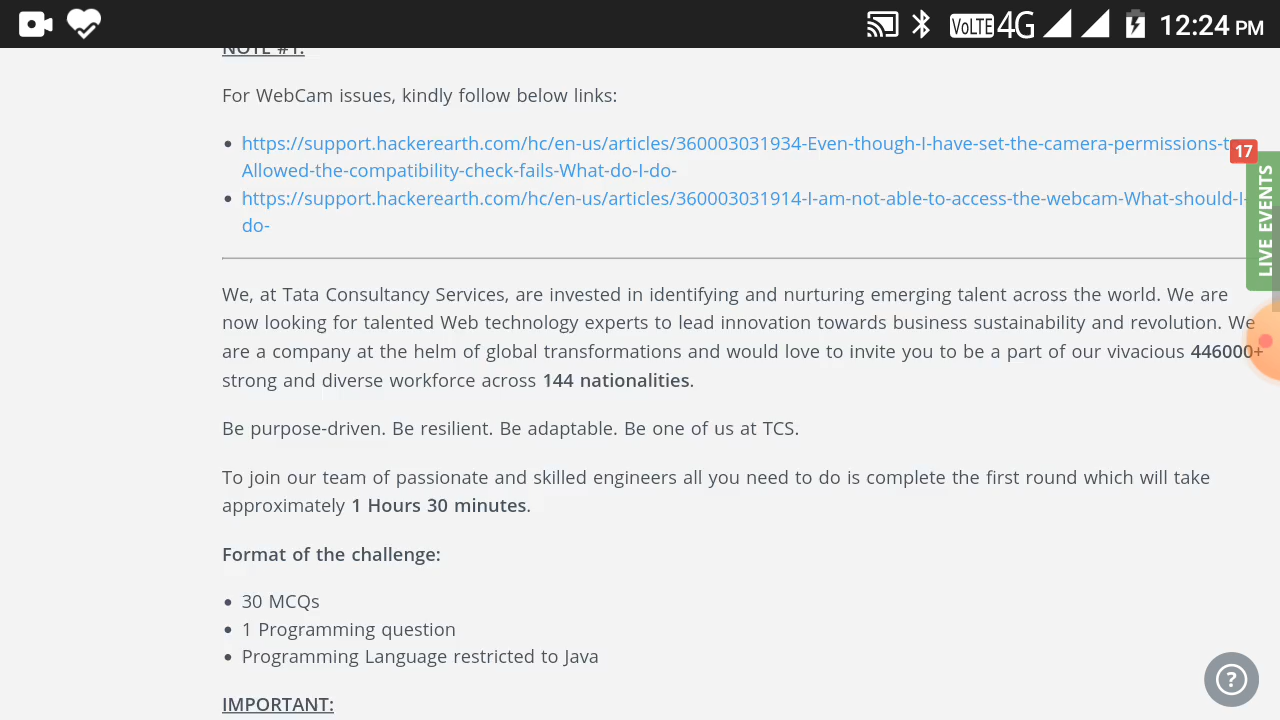 VoLTE 4G 12:24 PM
NOTE #1:
For WebCam issues, kindly follow below links:
https://support.hackerearth.com/hc/en-us/articles/360003031934-Even-though-I-have-set-the-camera-permissions-t
Allowed-the-compatibility-check-fails-What-do-I-do-
https://support.hackerearth.com/hc/en-us/articles/360003031914-I-am-not-able-to-access-the-webcam-What-should-I-
do-
17
LIVE EVENTS
We, at Tata Consultancy Services, are invested in identifying and nurturing emerging talent across the world. We are
now looking for talented Web technology experts to lead innovation towards business sustainability and revolution. We
are a company at the helm of global transformations and would love to invite you to be a part of our vivacious 446000+
strong and diverse workforce across 144 nationalities.
Be purpose-driven. Be resilient. Be adaptable. Be one of us at TCS.
To join our team of passionate and skilled engineers all you need to do is complete the first round which will take
approximately 1 Hours 30 minutes.
Format of the challenge:
30 MCQs
1 Programming question
Programming Language restricted to Java
IMPORTANT:
?